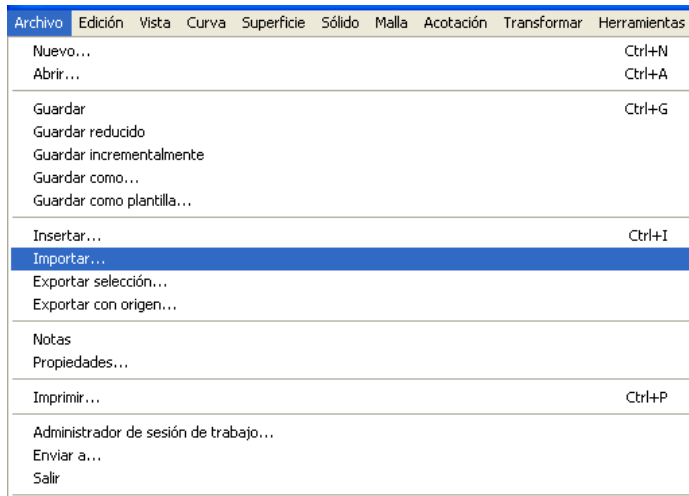 Archivo Edición Vista Curva Superficie Sólido Malla Acotación Transformar Herramientas
Nuevo... Ctrl+N
Abrir... Ctrl+A
Guardar Ctrl+G
Guardar reducido
Guardar incrementalmente
Guardar como...
Guardar como plantilla...
Insertar... Ctrl+I
Importar...
Exportar selección...
Exportar con origen...
Notas
Propiedades...
Imprimir... Ctrl+P
Administrador de sesión de trabajo...
Enviar a...
Salir